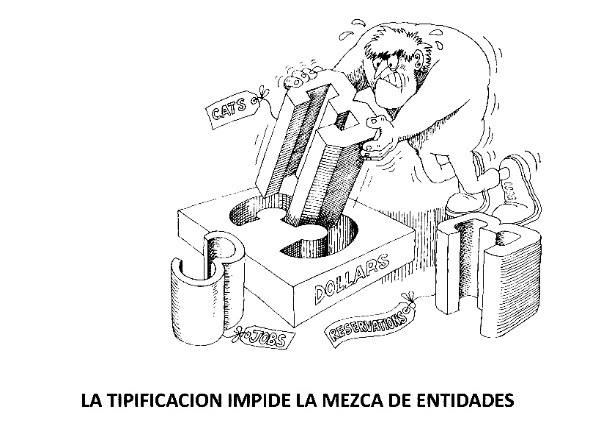 CATS
DOLLARS
JOBS
RESERVATIONS
LA TIPIFICACION IMPIDE LA MEZCA DE ENTIDADES